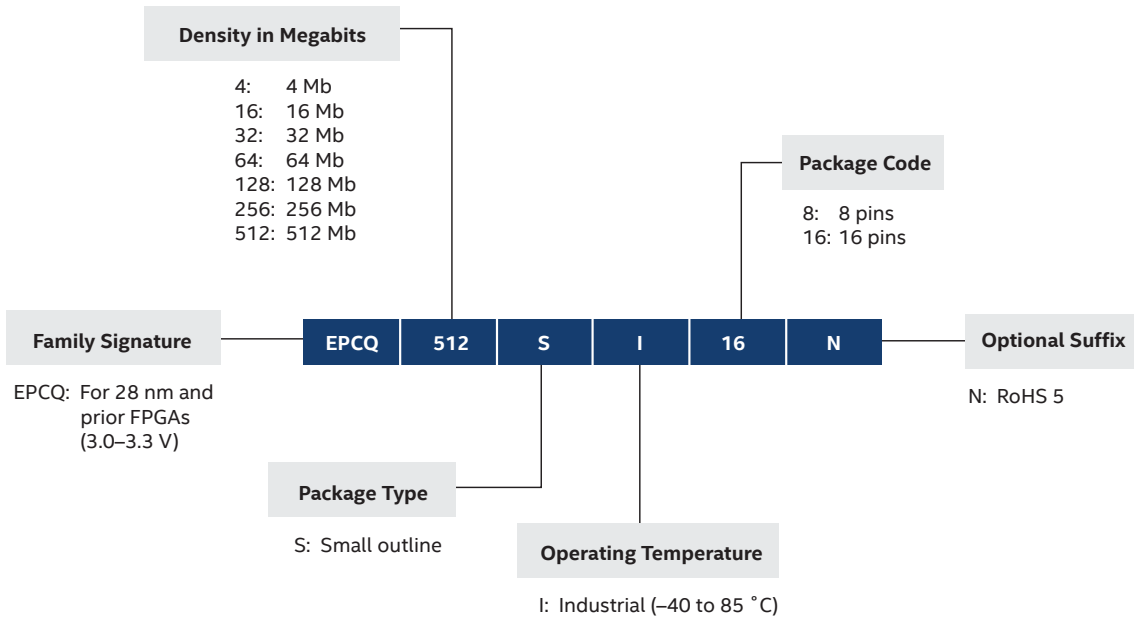 Density in Megabits
4: 4 Mb
16: 16 Mb
32: 32 Mb
64: 64 Mb
128: 128 Mb
256: 256 Mb
512: 512 Mb
Package Code
8: 8 pins
16: 16 pins
Family Signature
EPCQ: For 28 nm and
prior FPGAs
(3.0–3.3 V)
EPCQ 512 S I 16 N
Optional Suffix
N: RoHS 5
Package Type
S: Small outline
Operating Temperature
I: Industrial (–40 to 85 ˚C)